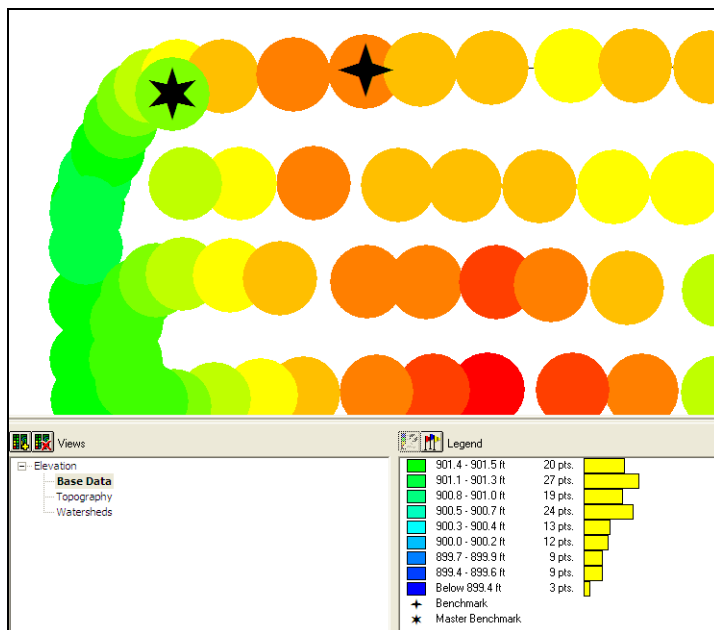 Views
Elevation
Base Data
Topography
Watersheds
Legend
901.4 - 901.5 ft 20 pts.
901.1 - 901.3 ft 27 pts.
900.8 - 901.0 ft 19 pts.
900.5 - 900.7 ft 24 pts.
900.3 - 900.4 ft 13 pts.
900.0 - 900.2 ft 12 pts.
899.7 - 899.9 ft 9 pts.
899.4 - 899.6 ft 9 pts.
Below 899.4 ft 3 pts.
Benchmark
Master Benchmark